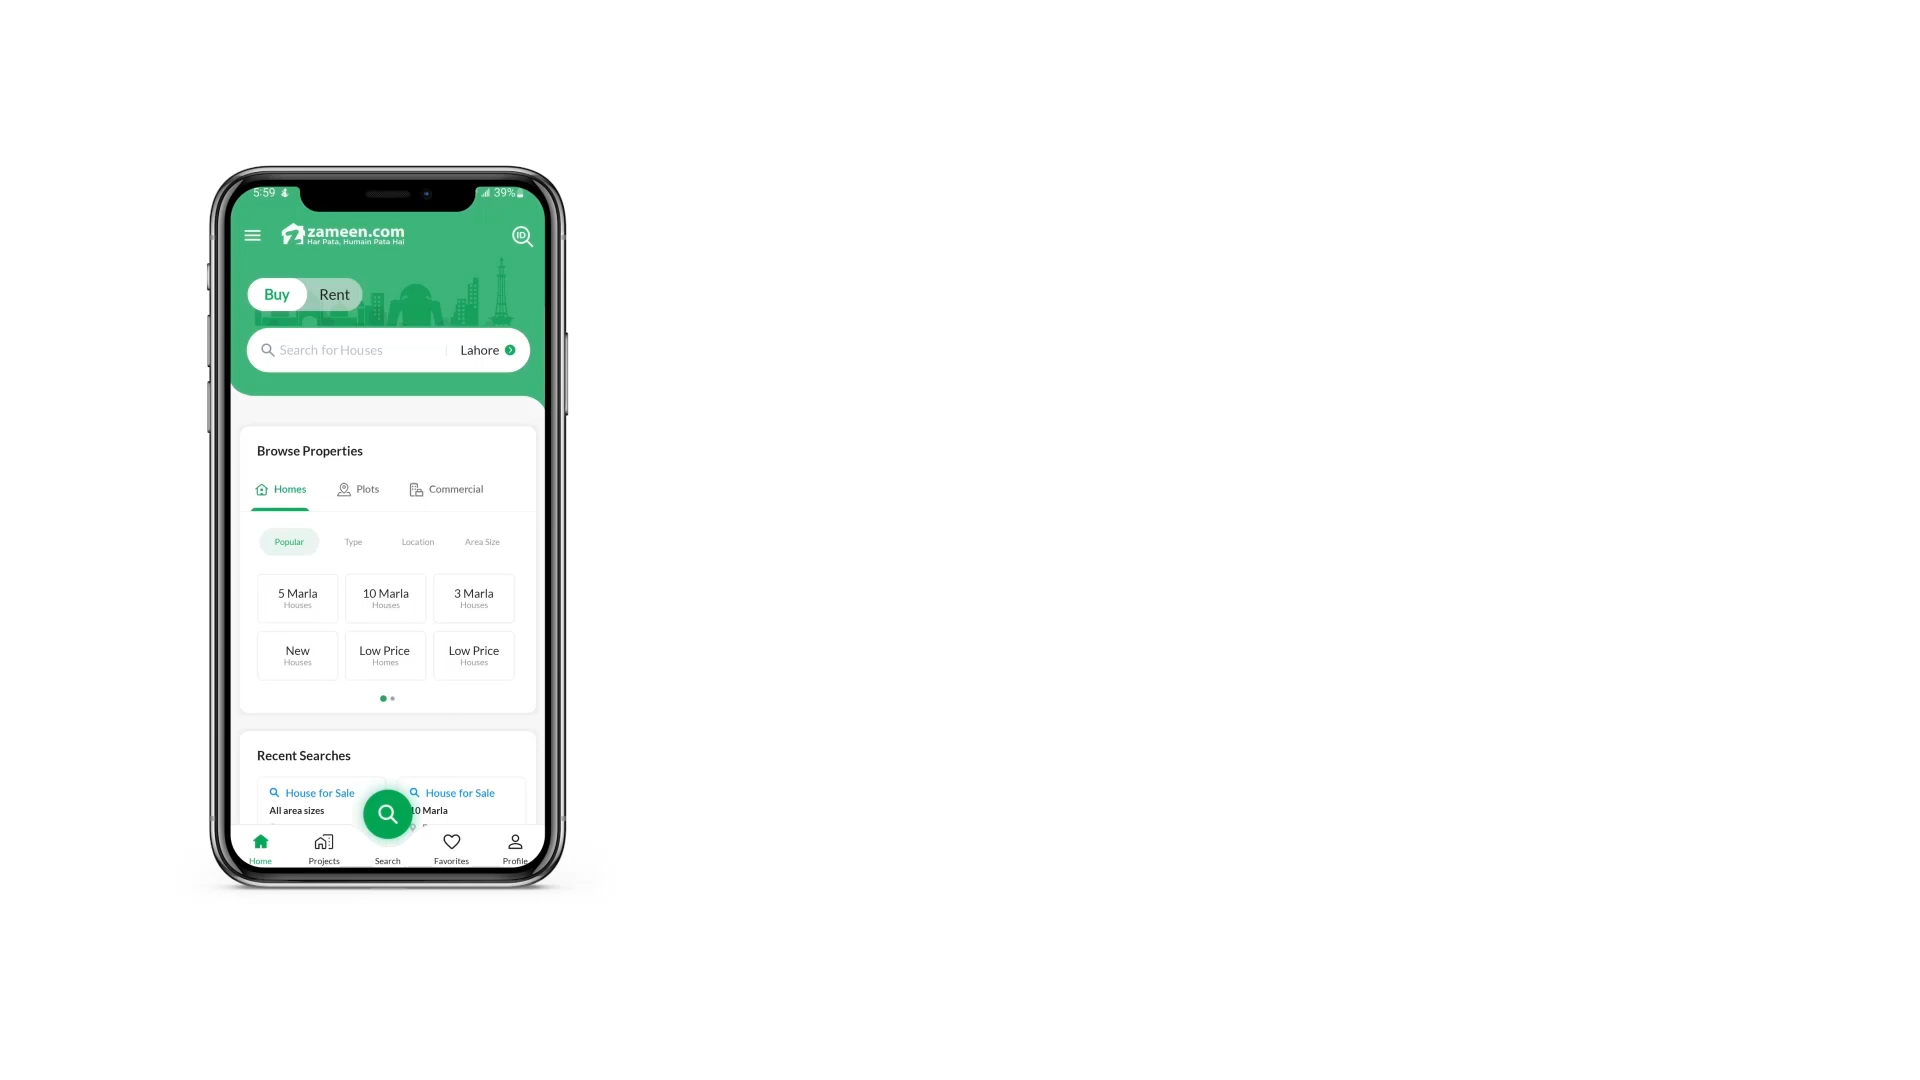 5:59
39%
zameen.com
Har Pata, Humain Pata Hai
ID
Buy Rent
Search for Houses Lahore
Browse Properties
Homes Plots Commercial
Popular Type Location Area Size
5 Marla 10 Marla 3 Marla
Houses Houses Houses
New Low Price Low Price
Houses Homes Houses
Recent Searches
House for Sale House for Sale
All area sizes 10 Marla
Home Projects Search Favorites Profile